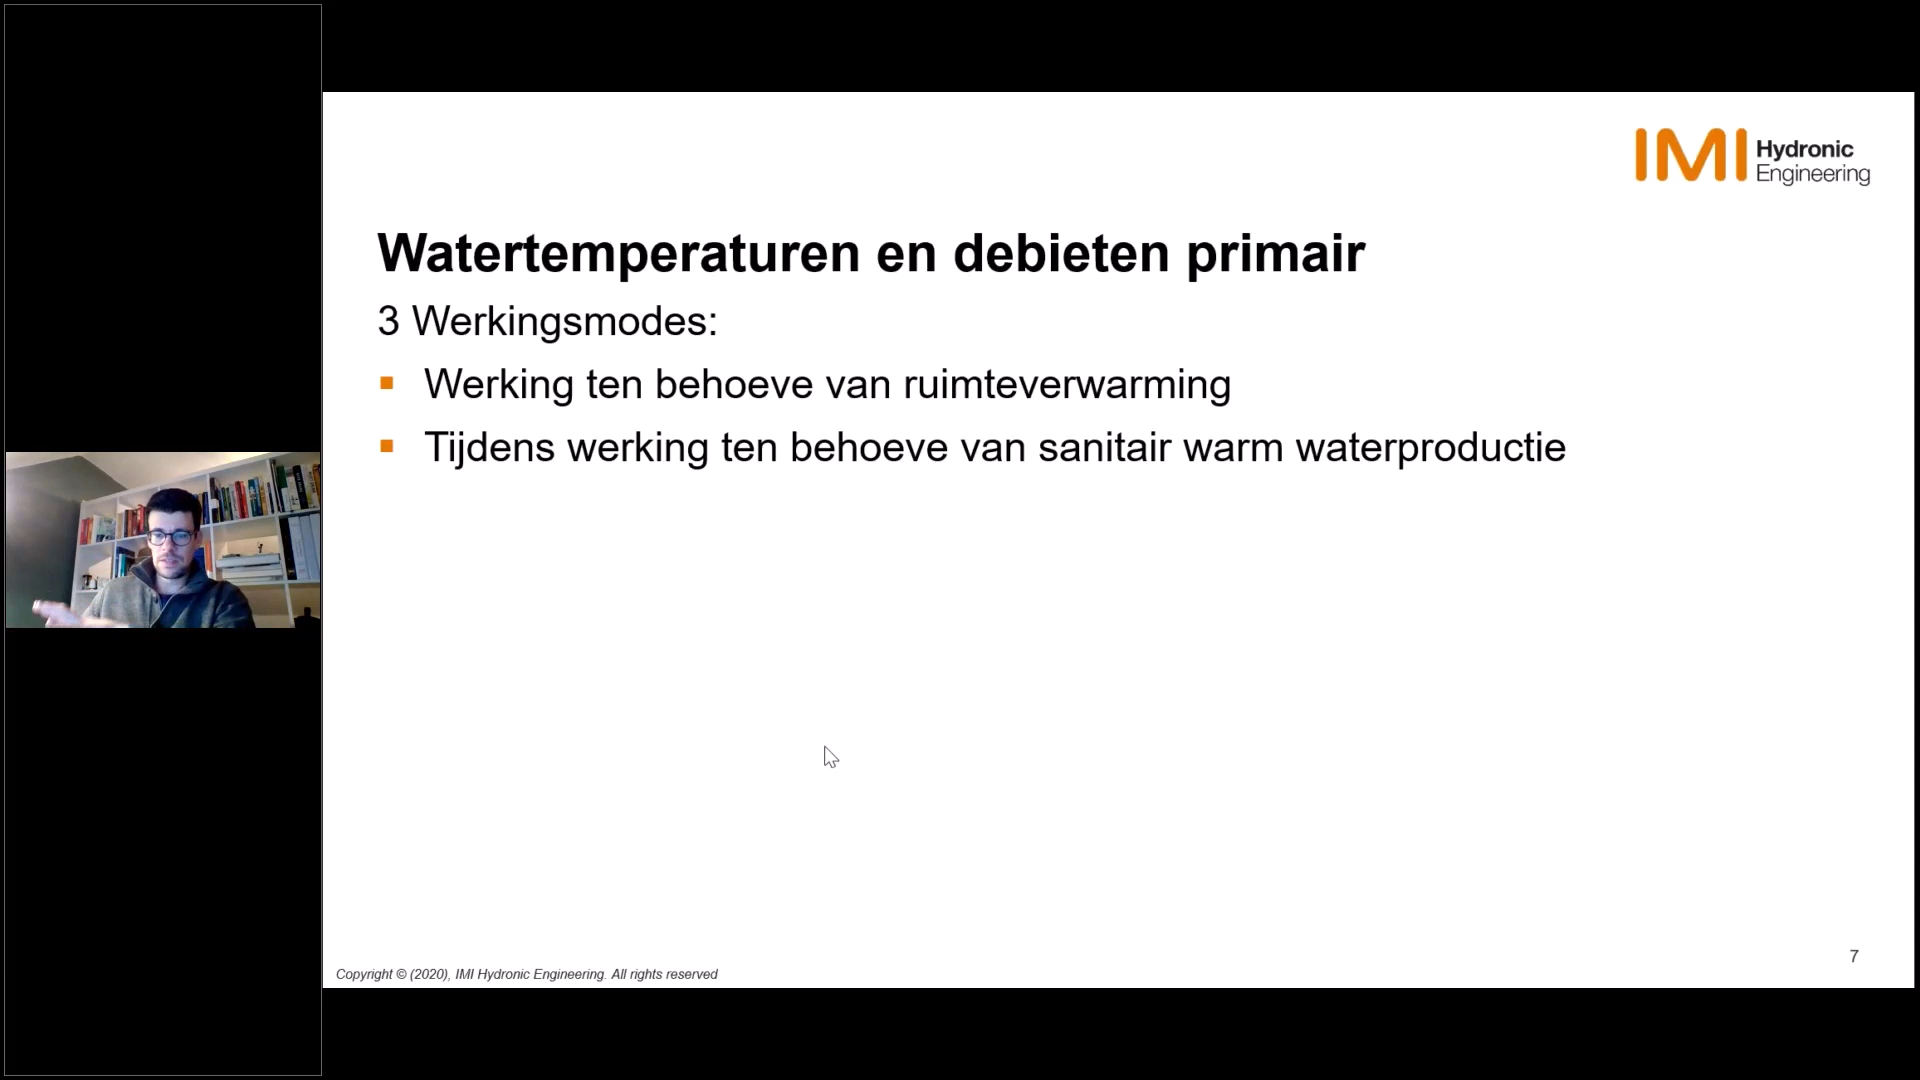 IMI Hydronic
Engineering
Watertemperaturen en debieten primair
3 Werkingsmodes:
▪ Werking ten behoeve van ruimteverwarming
▪ Tijdens werking ten behoeve van sanitair warm waterproductie
7
Copyright © (2020), IMI Hydronic Engineering. All rights reserved